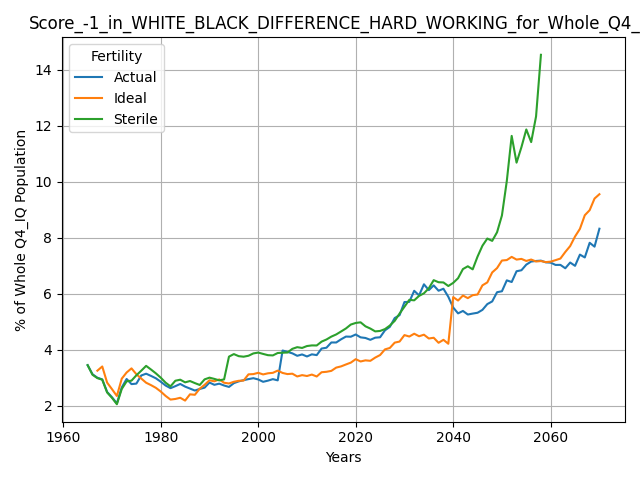 Score_-1_in_WHITE_BLACK_DIFFERENCE_HARD_WORKING_for_Whole_Q4_
Fertility
Actual
Ideal
Sterile
% of Whole Q4_IQ Population
14
12
10
8
6
4
2
1960 1980 2000 2020 2040 2060
Years